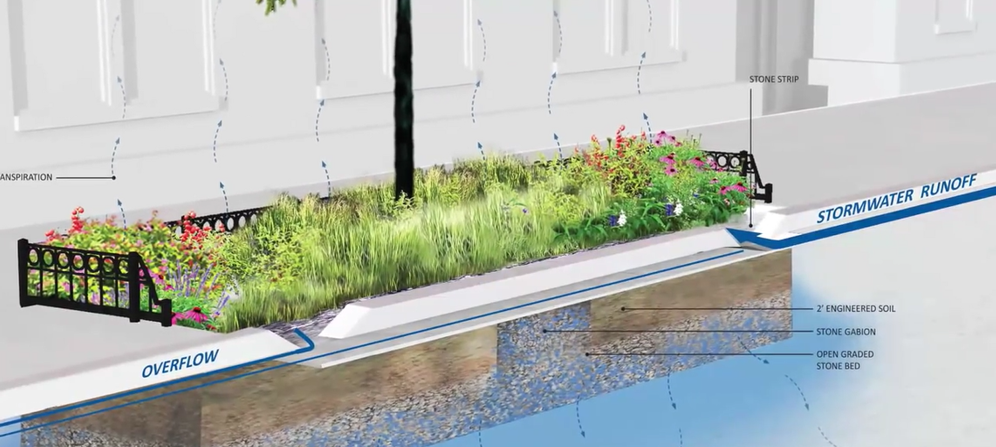 STONE STRIP
ANSPIRATION
STORMWATER RUNOFF
2' ENGINEERED SOIL
STONE GABION
OPEN GRADED
STONE BED
OVERFLOW